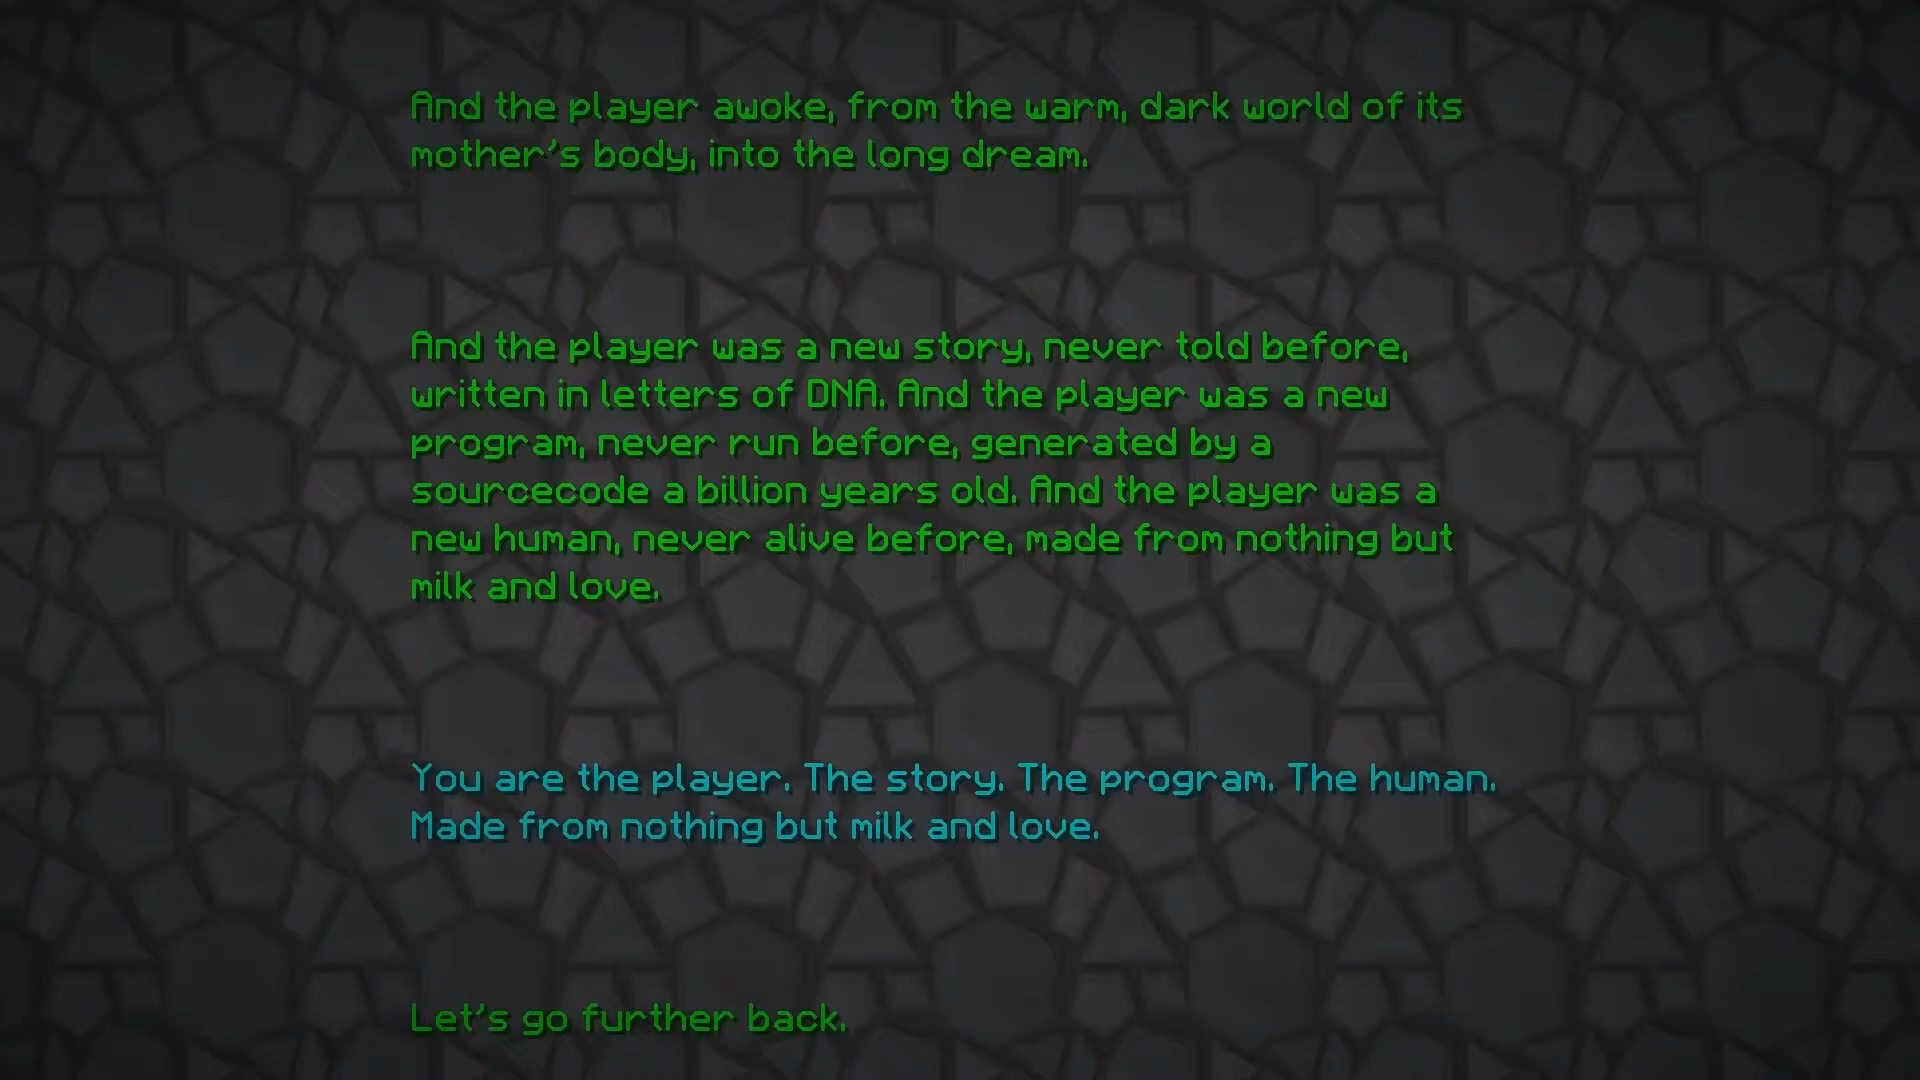 And the player awoke, from the warm, dark world of its
mother's body, into the long dream.
And the player was a new story, never told before,
written in letters of DNA. And the player was a new
program, never run before, generated by a
sourcecode a billion years old. And the player was a
new human, never alive before, made from nothing but
milk and love.
You are the player. The story. The program. The human.
Made from nothing but milk and love.
Let's go further back.